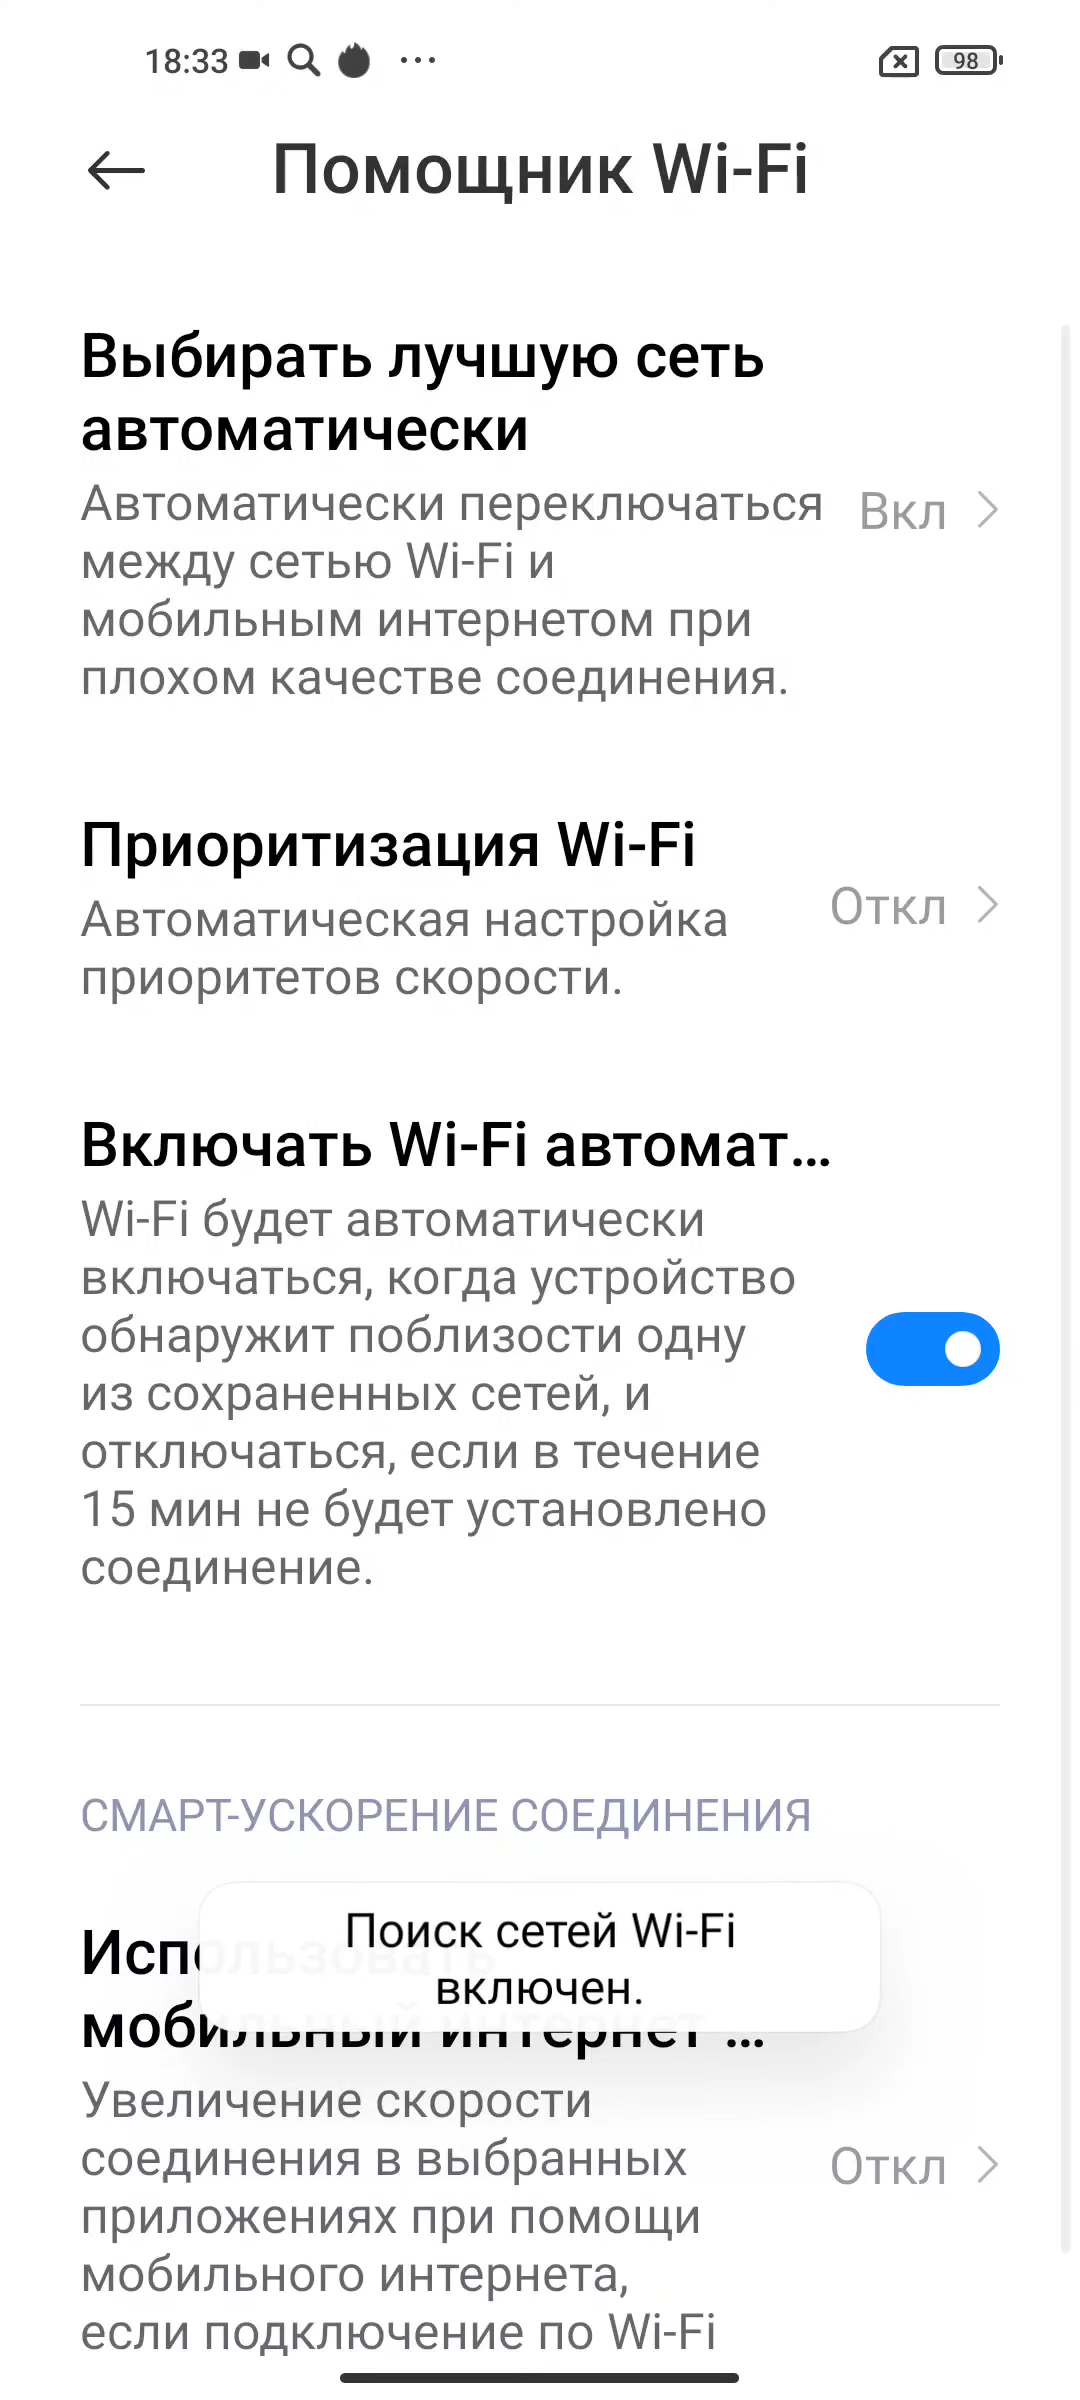 18:33
98
Помощник Wi-Fi
Выбирать лучшую сеть
автоматически
Автоматически переключаться
между сетью Wi-Fi и
мобильным интернетом при
плохом качестве соединения.
Вкл
Приоритизация Wi-Fi
Автоматическая настройка
приоритетов скорости.
Откл
Включать Wi-Fi автомат...
Wi-Fi будет автоматически
включаться, когда устройство
обнаружит поблизости одну
из сохраненных сетей, и
отключаться, если в течение
15 мин не будет установлено
соединение.
СМАРТ-УСКОРЕНИЕ СОЕДИНЕНИЯ
Поиск сетей Wi-Fi
включен.
Использовать
мобильный интернет ...
Увеличение скорости
соединения в выбранных
приложениях при помощи
мобильного интернета,
если подключение по Wi-Fi
Откл